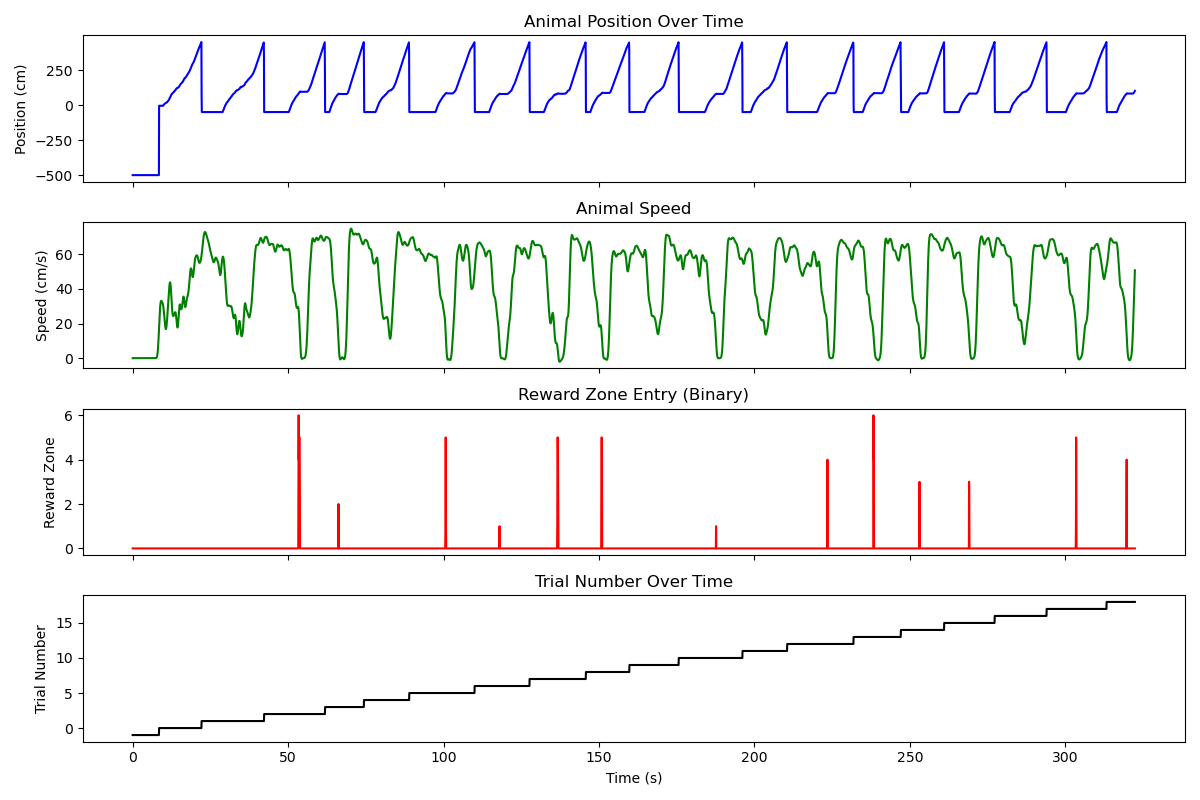 Animal Position Over Time
Position (cm)
250
0
−250
−500
Animal Speed
Speed (cm/s)
60
40
20
0
Reward Zone Entry (Binary)
Reward Zone
6
4
2
0
Trial Number Over Time
Trial Number
15
10
5
0
0 50 100 150 200 250 300
Time (s)